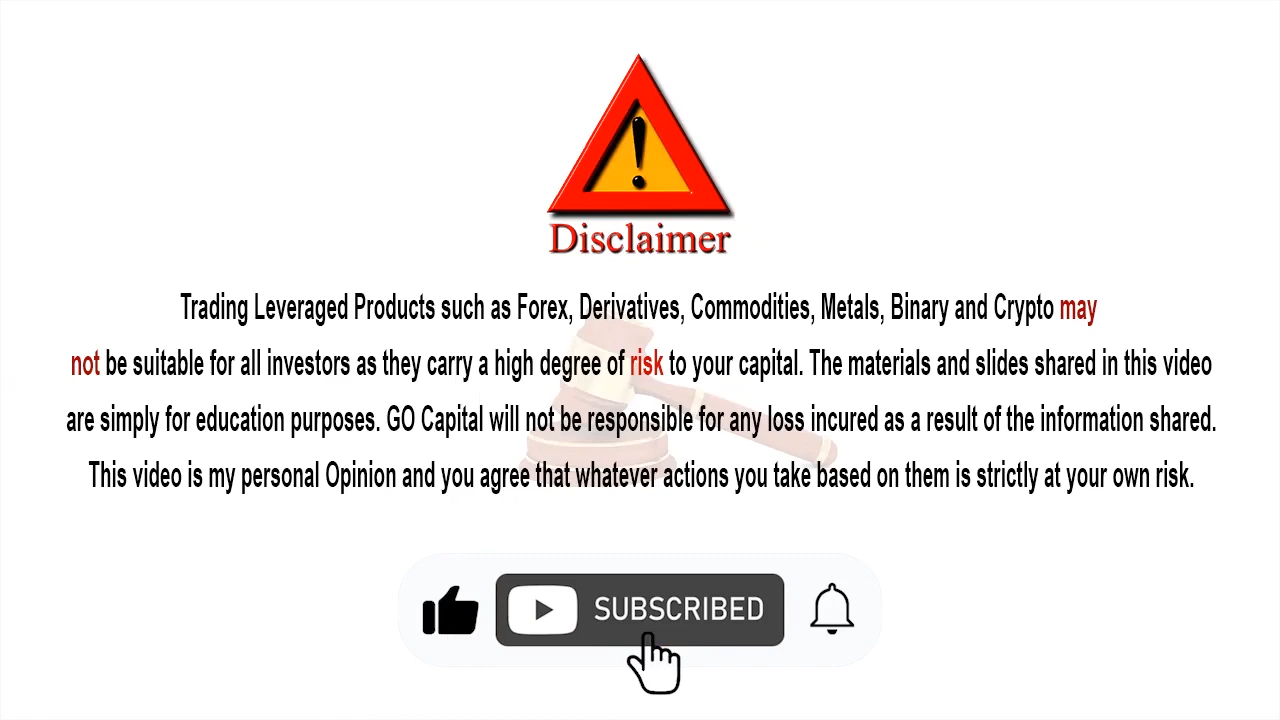 Disclaimer
Trading Leveraged Products such as Forex, Derivatives, Commodities, Metals, Binary and Crypto may
not be suitable for all investors as they carry a high degree of risk to your capital. The materials and slides shared in this video
are simply for education purposes. GO Capital will not be responsible for any loss incured as a result of the information shared.
This video is my personal Opinion and you agree that whatever actions you take based on them is strictly at your own risk.
SUBSCRIBED